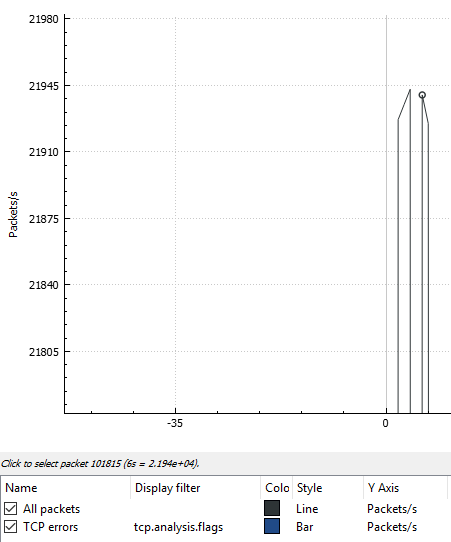 21980
21945
21910
21875
21840
21805
Packets/s
-35 0
Click to select packet 101815 (6s = 2.194e+04).
Name Display filter Colo Style Y Axis
All packets Line Packets/s
TCP errors tcp.analysis.flags Bar Packets/s